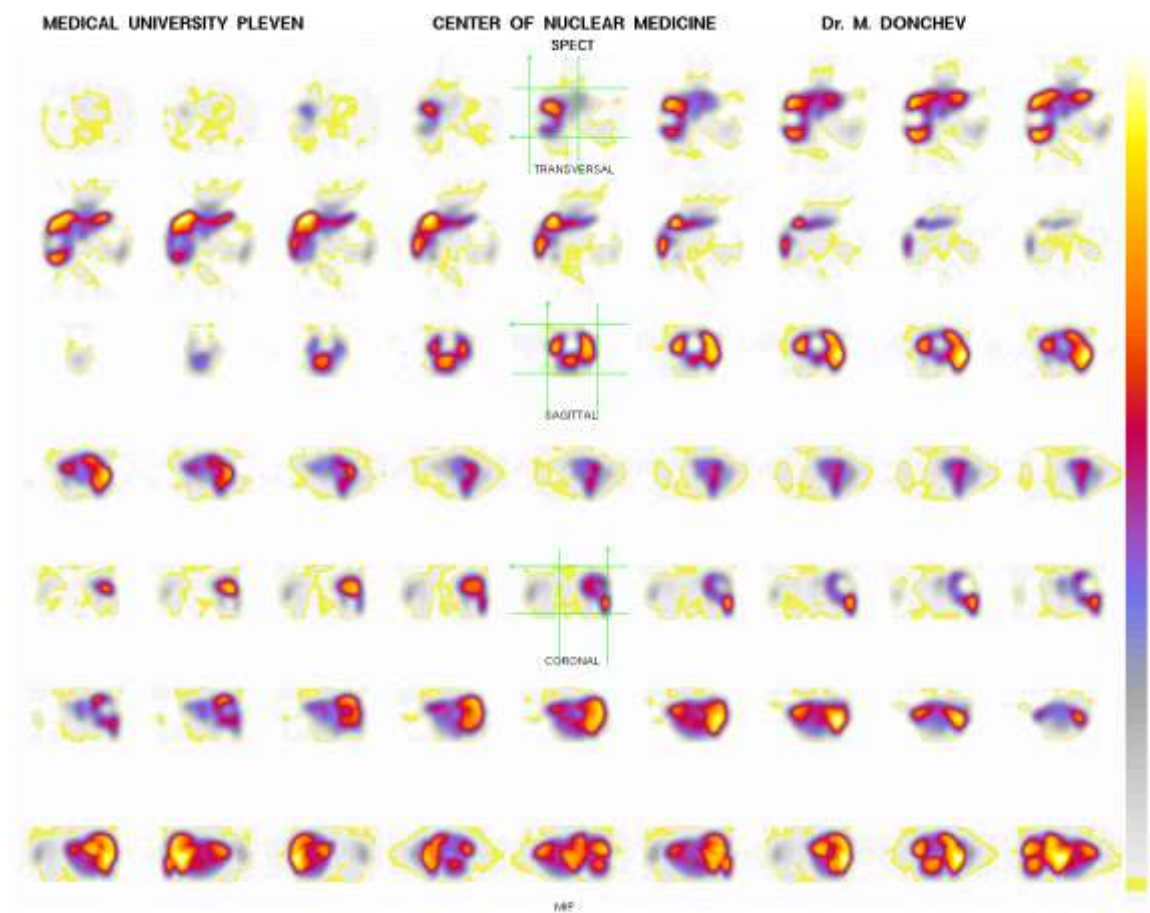 MEDICAL UNIVERSITY PLEVEN CENTER OF NUCLEAR MEDICINE Dr. M. DONCHEV
SPECT
TRANSVERSAL
SAGITTAL
CORONAL
MIP